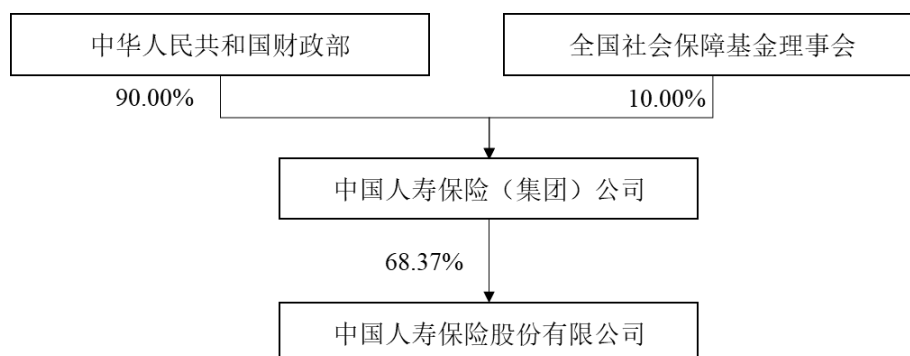 中华人民共和国财政部
全国社会保障基金理事会
90.00%
10.00%
中国人寿保险（集团）公司
68.37%
中国人寿保险股份有限公司